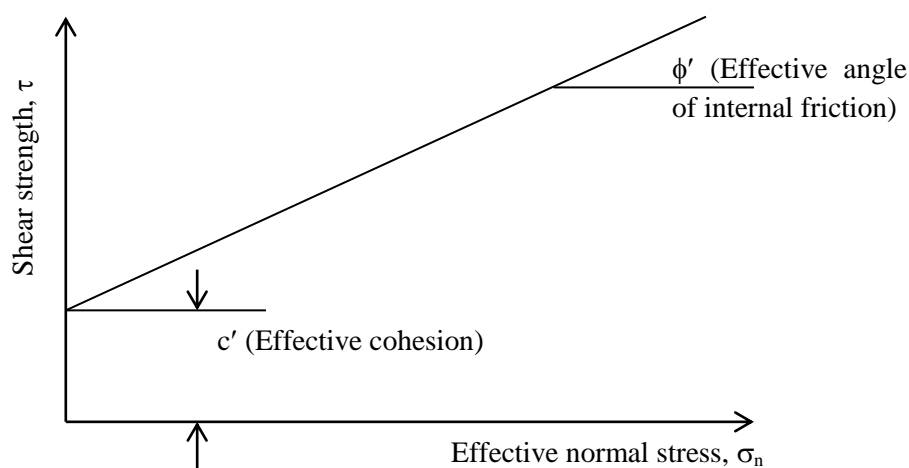 ϕ′ (Effective angle
of internal friction)
Shear strength, τ
c′ (Effective cohesion)
Effective normal stress, σn